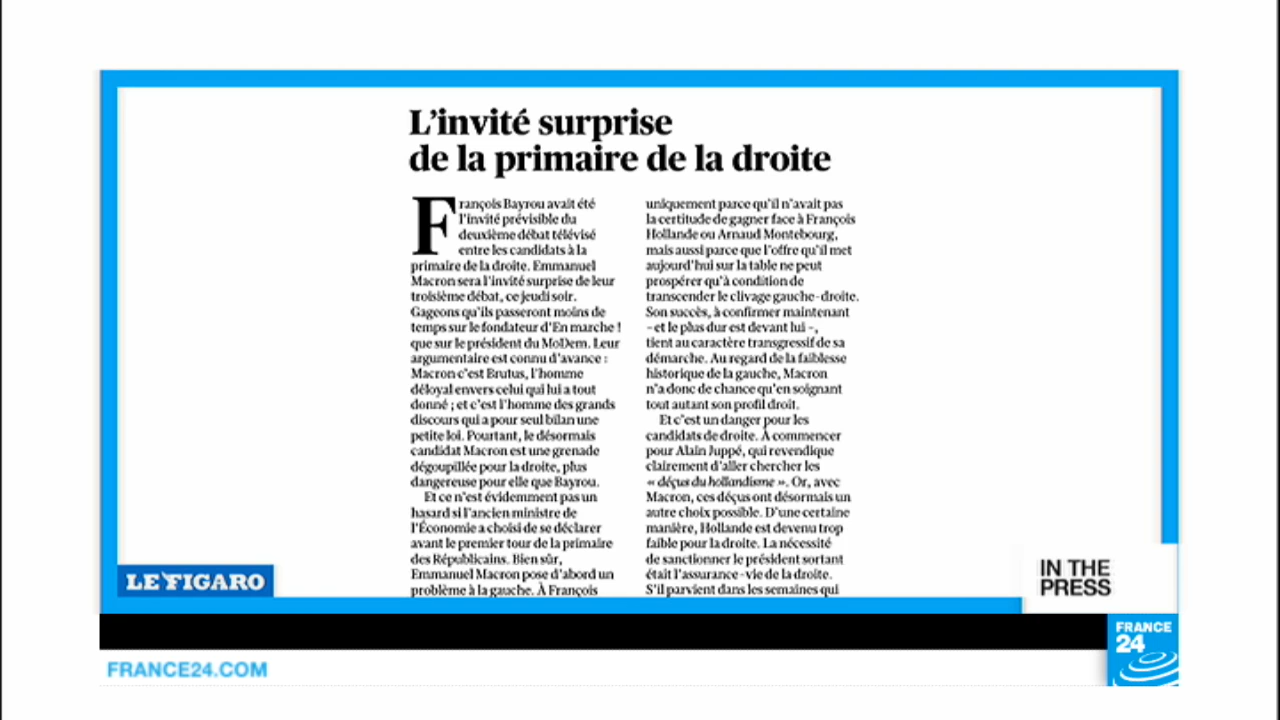 L'invité surprise
de la primaire de la droite
François Bayrou avait été
l'invité prévisible du
deuxième débat télévisé
entre les candidats à la
primaire de la droite. Emmanuel
Macron sera l'invité surprise de leur
troisième débat, ce jeudi soir.
Gageons qu'ils passeront moins de
temps sur le fondateur d'En marche !
que sur le président du MoDem. Leur
argumentaire est connu d'avance :
Macron c'est Brutus, l'homme
déloyal envers celui qui lui a tout
donné ; et c'est l'homme des grands
discours qui a pour seul bilan une
petite loi. Pourtant, le désormais
candidat Macron est une grenade
dégoupillée pour la droite, plus
dangereuse pour elle que Bayrou.
Et ce n'est évidemment pas un
hasard si l'ancien ministre de
l'Économie a choisi de se déclarer
avant le premier tour de la primaire
des Républicains. Bien sûr,
Emmanuel Macron pose d'abord un
problème à la gauche. À François
uniquement parce qu'il n'avait pas
la certitude de gagner face à François
Hollande ou Arnaud Montebourg,
mais aussi parce que l'offre qu'il met
aujourd'hui sur la table ne peut
prospérer qu'à condition de
transcender le clivage gauche-droite.
Son succès, à confirmer maintenant
– et le plus dur est devant lui –,
tient au caractère transgressif de sa
démarche. Au regard de la faiblesse
historique de la gauche, Macron
n'a donc de chance qu'en soignant
tout autant son profil droit.
Et c'est un danger pour les
candidats de droite. À commencer
pour Alain Juppé, qui revendique
clairement d'aller chercher les
« déçus du hollandisme ». Or, avec
Macron, ces déçus ont désormais un
autre choix possible. D'une certaine
manière, Hollande est devenu trop
faible pour la droite. La nécessité
de sanctionner le président sortant
était l'assurance-vie de la droite.
S'il parvient dans les semaines qui
LE FIGARO
IN THE
PRESS
FRANCE
24
FRANCE24.COM